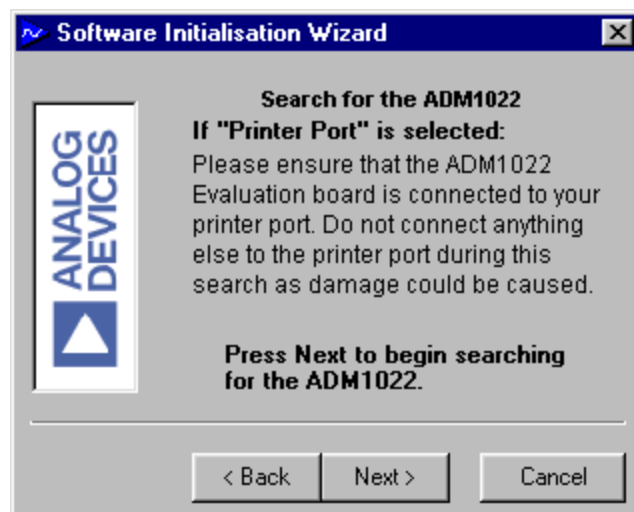 Software Initialisation Wizard
Search for the ADM1022
If "Printer Port" is selected:
Please ensure that the ADM1022
Evaluation board is connected to your
printer port. Do not connect anything
else to the printer port during this
search as damage could be caused.
ANALOG
DEVICES
Press Next to begin searching
for the ADM1022.
< Back
Next >
Cancel